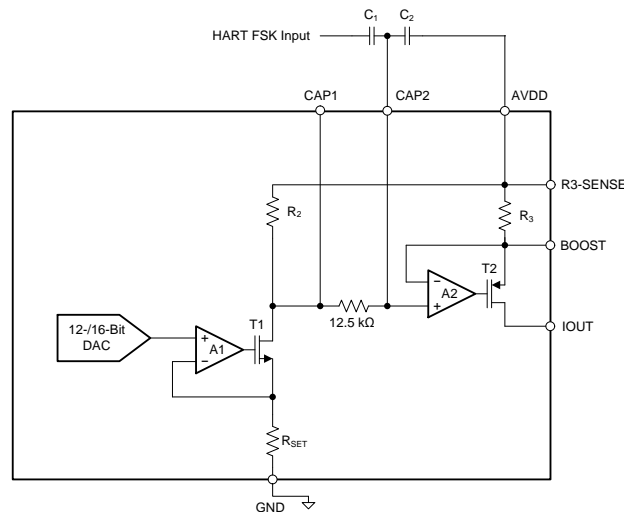 C1 C2
HART FSK Input
CAP1 CAP2 AVDD
R3-SENSE
R2 R3
BOOST
T2
A2
12-/16-Bit
DAC
T1
A1
12.5 kΩ
IOUT
RSET
GND
+
−
−
+